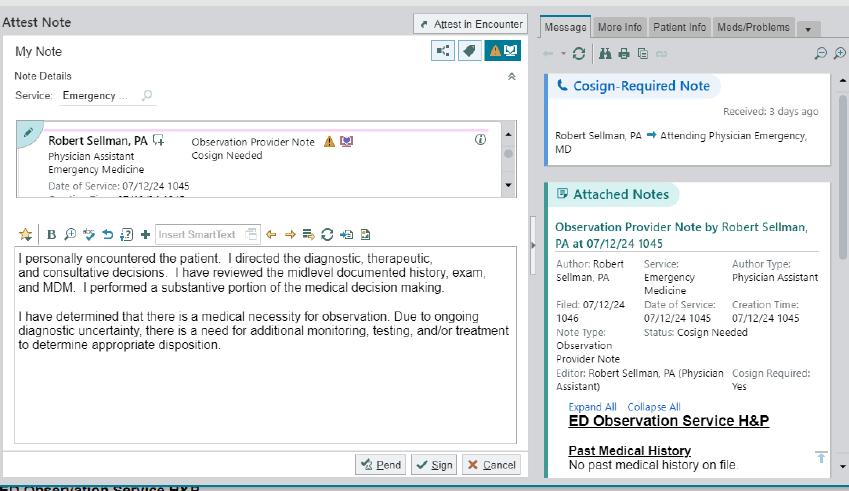 Attest Note
Attest in Encounter
My Note
Note Details
Service: Emergency ...
Robert Sellman, PA
Physician Assistant
Emergency Medicine
Date of Service: 07/12/24 1045
Observation Provider Note
Cosign Needed
B
abc
Insert SmartText
I personally encountered the patient. I directed the diagnostic, therapeutic,
and consultative decisions. I have reviewed the midlevel documented history, exam,
and MDM. I performed a substantive portion of the medical decision making.
I have determined that there is a medical necessity for observation. Due to ongoing
diagnostic uncertainty, there is a need for additional monitoring, testing, and/or treatment
to determine appropriate disposition.
Pend
Sign
Cancel
Message
More Info
Patient Info
Meds/Problems
Cosign-Required Note
Received: 3 days ago
Robert Sellman, PA ➡ Attending Physician Emergency,
MD
Attached Notes
Observation Provider Note by Robert Sellman,
PA at 07/12/24 1045
Author: Robert
Sellman, PA
Service:
Emergency
Medicine
Author Type:
Physician Assistant
Filed: 07/12/24
1046
Date of Service:
07/12/24 1045
Creation Time:
07/12/24 1045
Note Type:
Observation
Provider Note
Status: Cosign Needed
Editor: Robert Sellman, PA (Physician
Assistant)
Cosign Required:
Yes
Expand All Collapse All
ED Observation Service H&P
Past Medical History
No past medical history on file.
ED Observation Service H&P